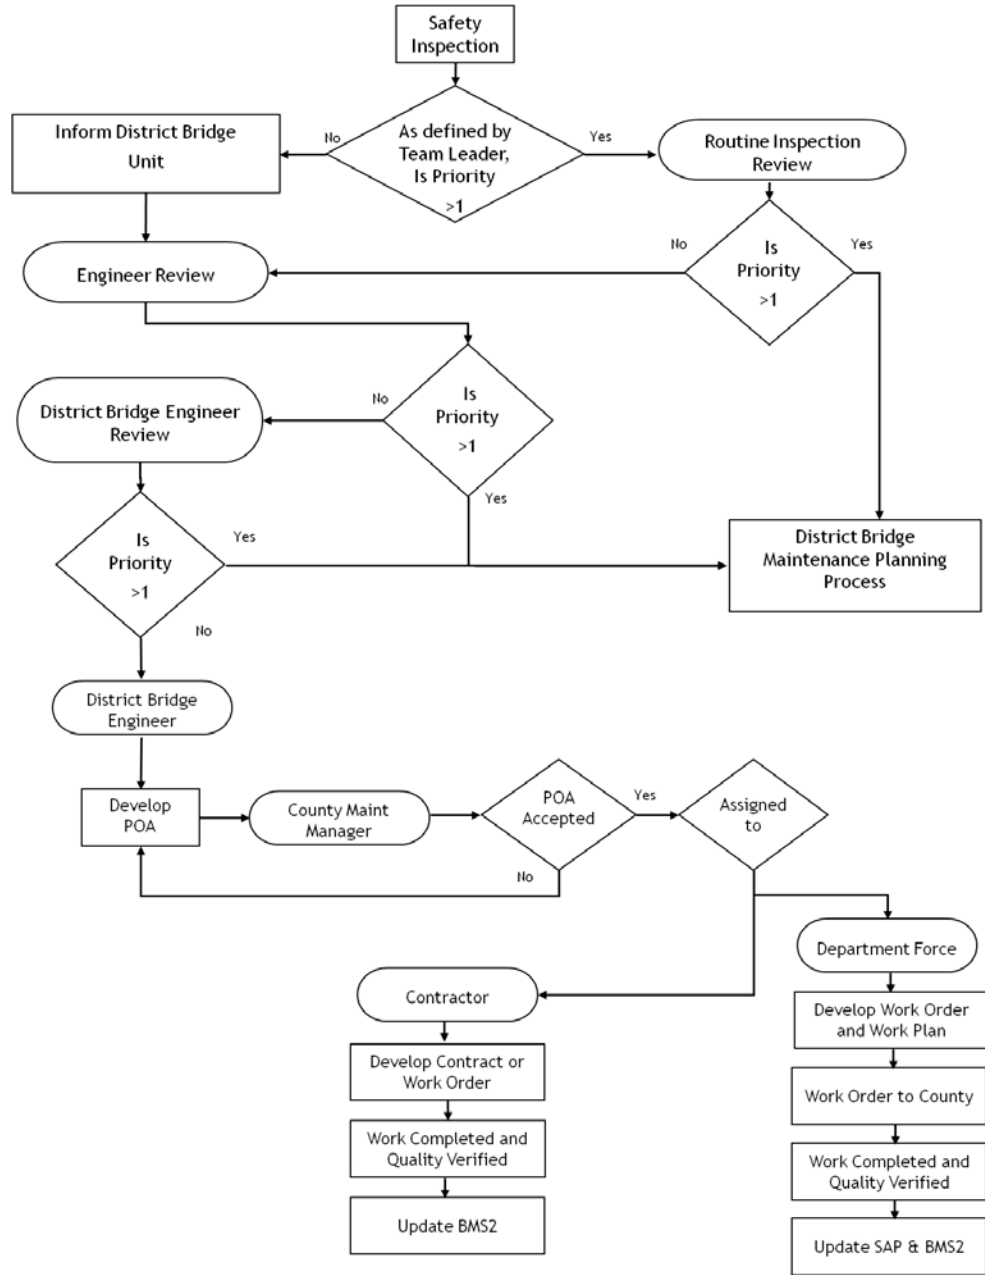 Safety
Inspection
No
As defined by
Team Leader,
Is Priority
>1
Yes
Inform District Bridge
Unit
Routine Inspection
Review
No
Is
Priority
>1
Yes
Engineer Review
No
Is
Priority
>1
Yes
District Bridge Engineer
Review
Is
Priority
>1
Yes
No
District Bridge
Maintenance Planning
Process
District Bridge
Engineer
Develop
POA
County Maint
Manager
POA
Accepted
Yes
No
Assigned
to
Department Force
Contractor
Develop Work Order
and Work Plan
Develop Contract or
Work Order
Work Order to County
Work Completed and
Quality Verified
Work Completed and
Quality Verified
Update BMS2
Update SAP & BMS2